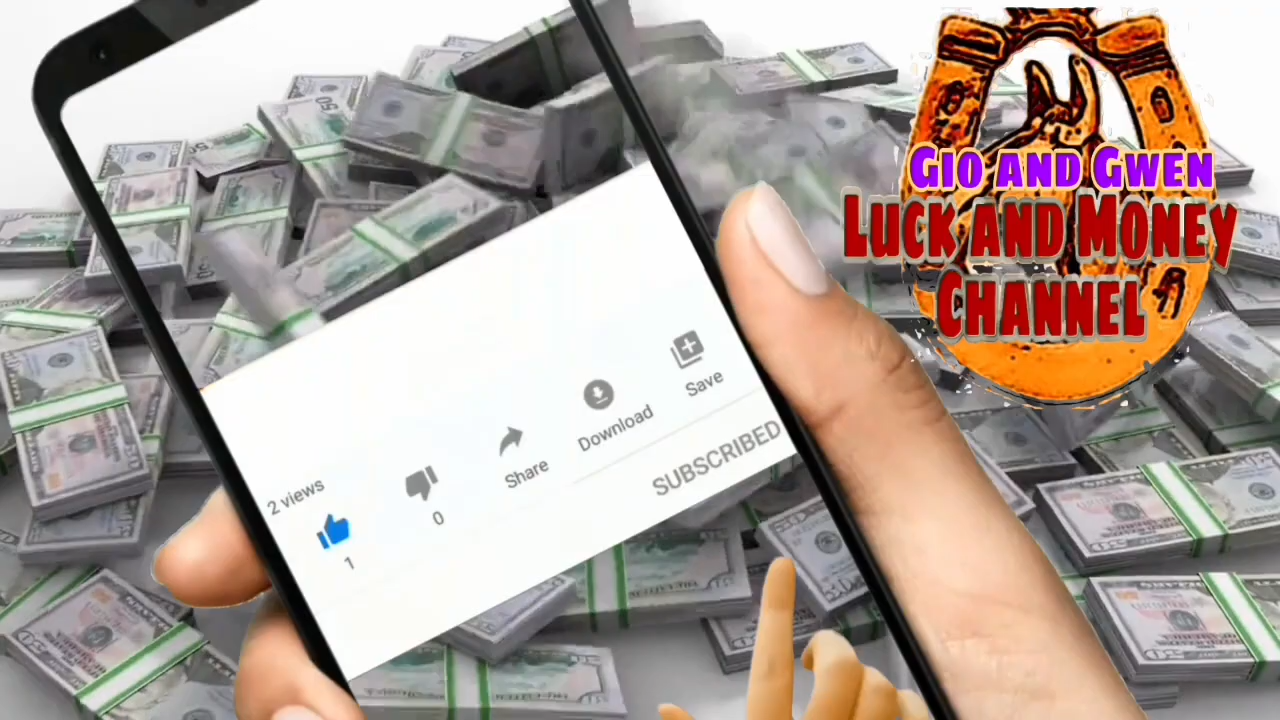 Gio and Gwen
Luck and Money
Channel
2 views
1
0
Share
Download
Save
SUBSCRIBED